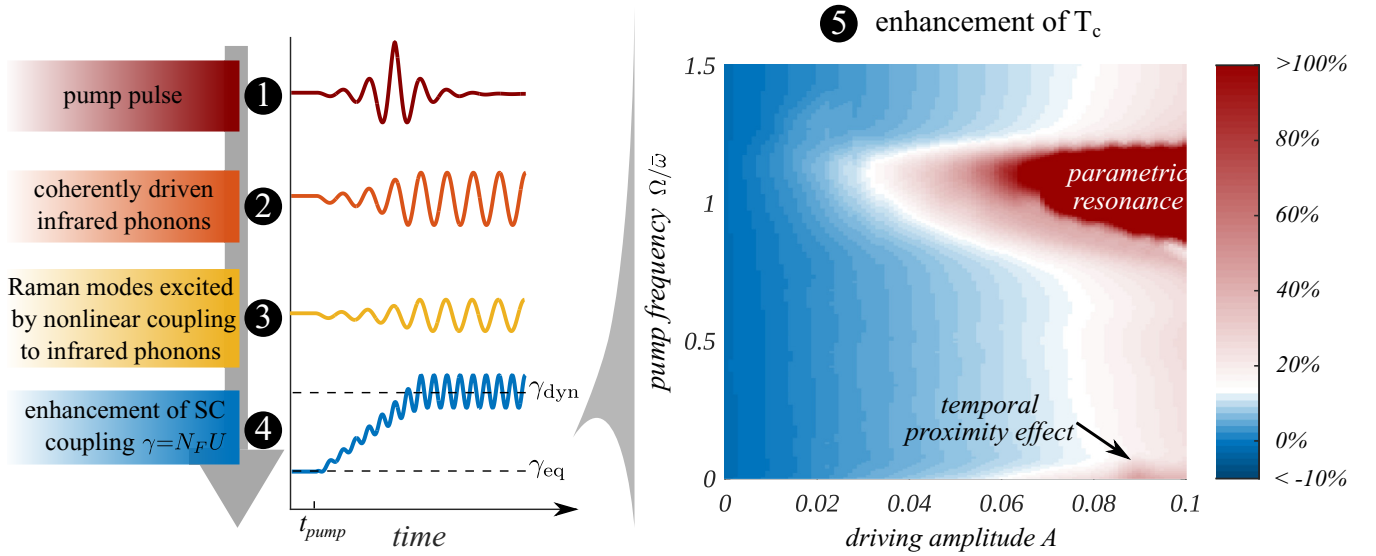 pump pulse
1
coherently driven
infrared phonons
2
Raman modes excited
by nonlinear coupling
to infrared phonons
3
enhancement of SC
coupling γ=N_F U
4
γ_dyn
γ_eq
t_pump
time
5 enhancement of T_c
pump frequency Ω/ω̄
1.5
1
0.5
0
parametric
resonance
temporal
proximity effect
0 0.02 0.04 0.06 0.08 0.1
driving amplitude A
>100%
80%
60%
40%
20%
0%
< -10%